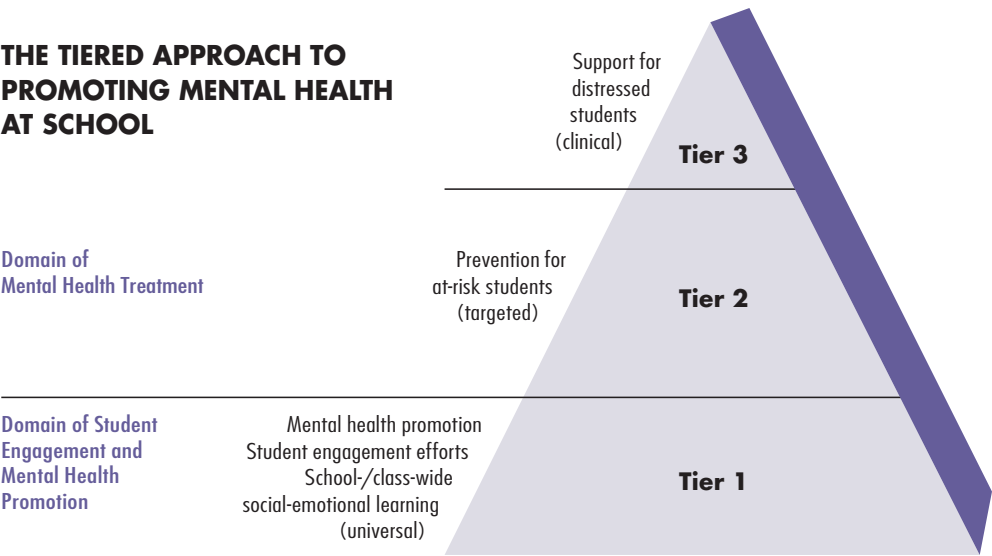 THE TIERED APPROACH TO
PROMOTING MENTAL HEALTH
AT SCHOOL
Support for
distressed
students
(clinical)
Tier 3
Domain of
Mental Health Treatment
Prevention for
at-risk students
(targeted)
Tier 2
Domain of Student
Engagement and
Mental Health
Promotion
Mental health promotion
Student engagement efforts
School-/class-wide
social-emotional learning
(universal)
Tier 1